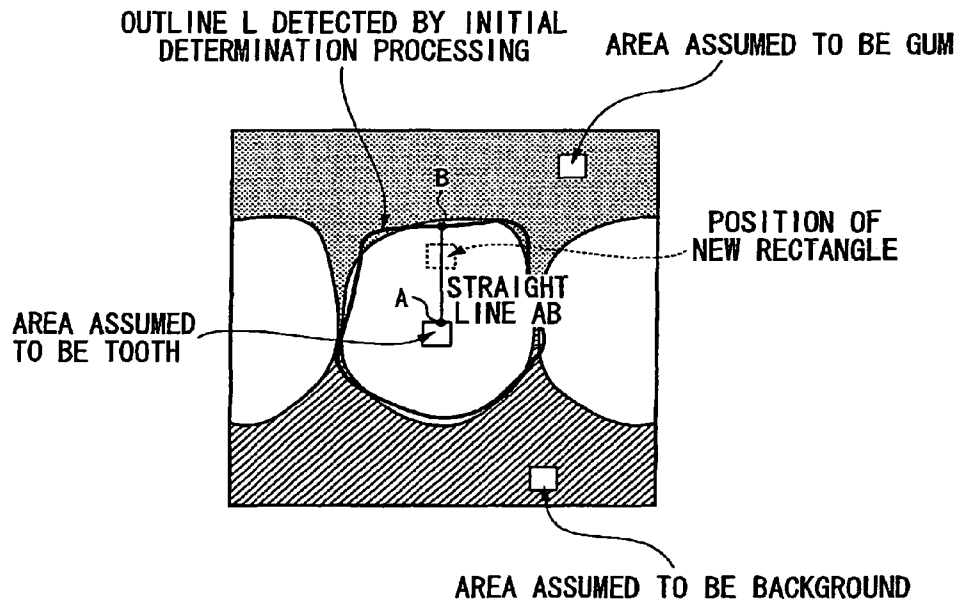 OUTLINE L DETECTED BY INITIAL
DETERMINATION PROCESSING
AREA ASSUMED TO BE GUM
B
POSITION OF
NEW RECTANGLE
A
STRAIGHT
LINE AB
AREA ASSUMED
TO BE TOOTH
AREA ASSUMED TO BE BACKGROUND